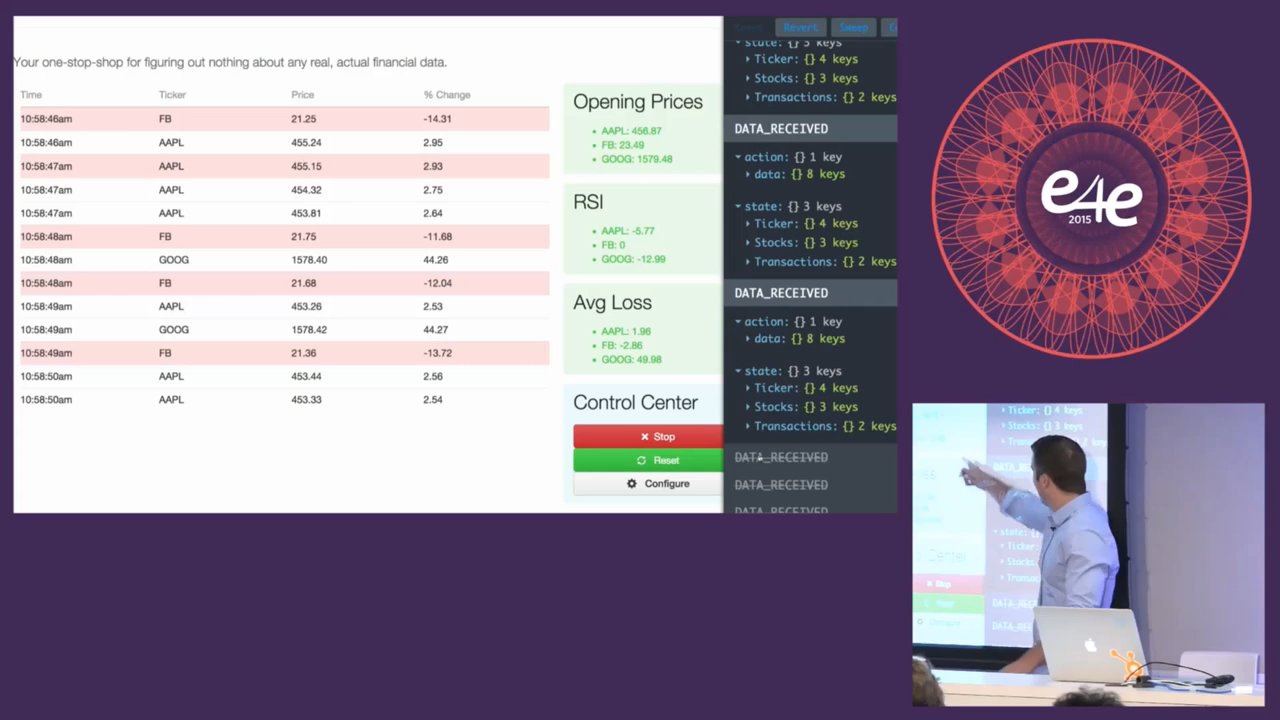 Your one-stop-shop for figuring out nothing about any real, actual financial data.
Time Ticker Price % Change
10:58:46am FB 21.25 -14.31
10:58:46am AAPL 455.24 2.95
10:58:47am AAPL 455.15 2.93
10:58:47am AAPL 454.32 2.75
10:58:47am AAPL 453.81 2.64
10:58:48am FB 21.75 -11.68
10:58:48am GOOG 1578.40 44.26
10:58:48am FB 21.68 -12.04
10:58:49am AAPL 453.26 2.53
10:58:49am GOOG 1578.42 44.27
10:58:49am FB 21.36 -13.72
10:58:50am AAPL 453.44 2.56
10:58:50am AAPL 453.33 2.54
Opening Prices
AAPL: 456.87
FB: 23.49
GOOG: 1579.48
RSI
AAPL: -5.77
FB: 0
GOOG: -12.99
Avg Loss
AAPL: 1.96
FB: -2.86
GOOG: 49.98
Control Center
Stop
Reset
Configure
Revert Sweep
state: {} 3 keys
Ticker: {} 4 keys
Stocks: {} 3 keys
Transactions: {} 2 keys
DATA_RECEIVED
action: {} 1 key
data: {} 8 keys
state: {} 3 keys
Ticker: {} 4 keys
Stocks: {} 3 keys
Transactions: {} 2 keys
DATA_RECEIVED
action: {} 1 key
data: {} 8 keys
state: {} 3 keys
Ticker: {} 4 keys
Stocks: {} 3 keys
Transactions: {} 2 keys
DATA_RECEIVED
DATA_RECEIVED
DATA_RECEIVED
e4e
2015
Ticker: {} 4 keys
Stocks: {} 3 keys
state:
Ticker:
Stocks
Stop